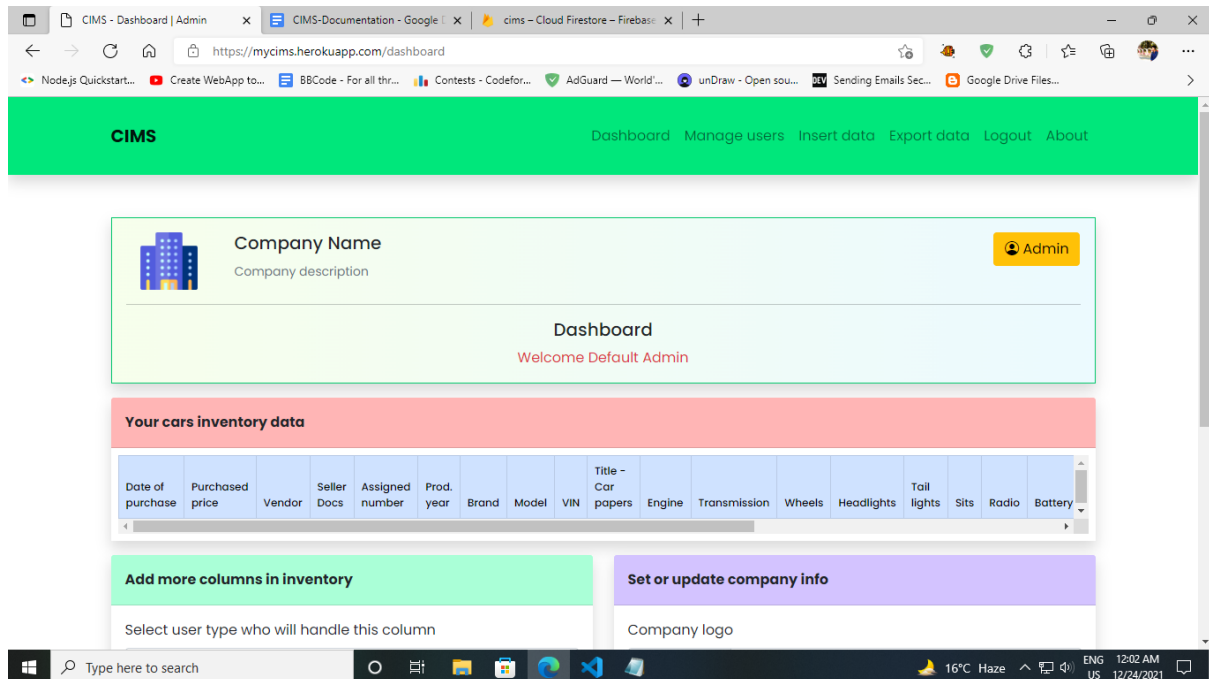 CIMS - Dashboard | Admin
CIMS-Documentation - Google
cims – Cloud Firestore – Firebase
https://mycims.herokuapp.com/dashboard
Node.js Quickstart...
Create WebApp to...
BBCode - For all thr...
Contests - Codefor...
AdGuard — World'...
unDraw - Open sou...
DEV
Sending Emails Sec...
Google Drive Files...
CIMS
Dashboard Manage users Insert data Export data Logout About
Company Name
Admin
Company description
Dashboard
Welcome Default Admin
Your cars inventory data
Date of purchase
Purchased price
Vendor
Seller Docs
Assigned number
Prod. year
Brand
Model
VIN
Title - Car papers
Engine
Transmission
Wheels
Headlights
Tail lights
Sits
Radio
Battery
Add more columns in inventory
Set or update company info
Select user type who will handle this column
Company logo
Type here to search
16°C Haze
ENG
US
12:02 AM
12/24/2021